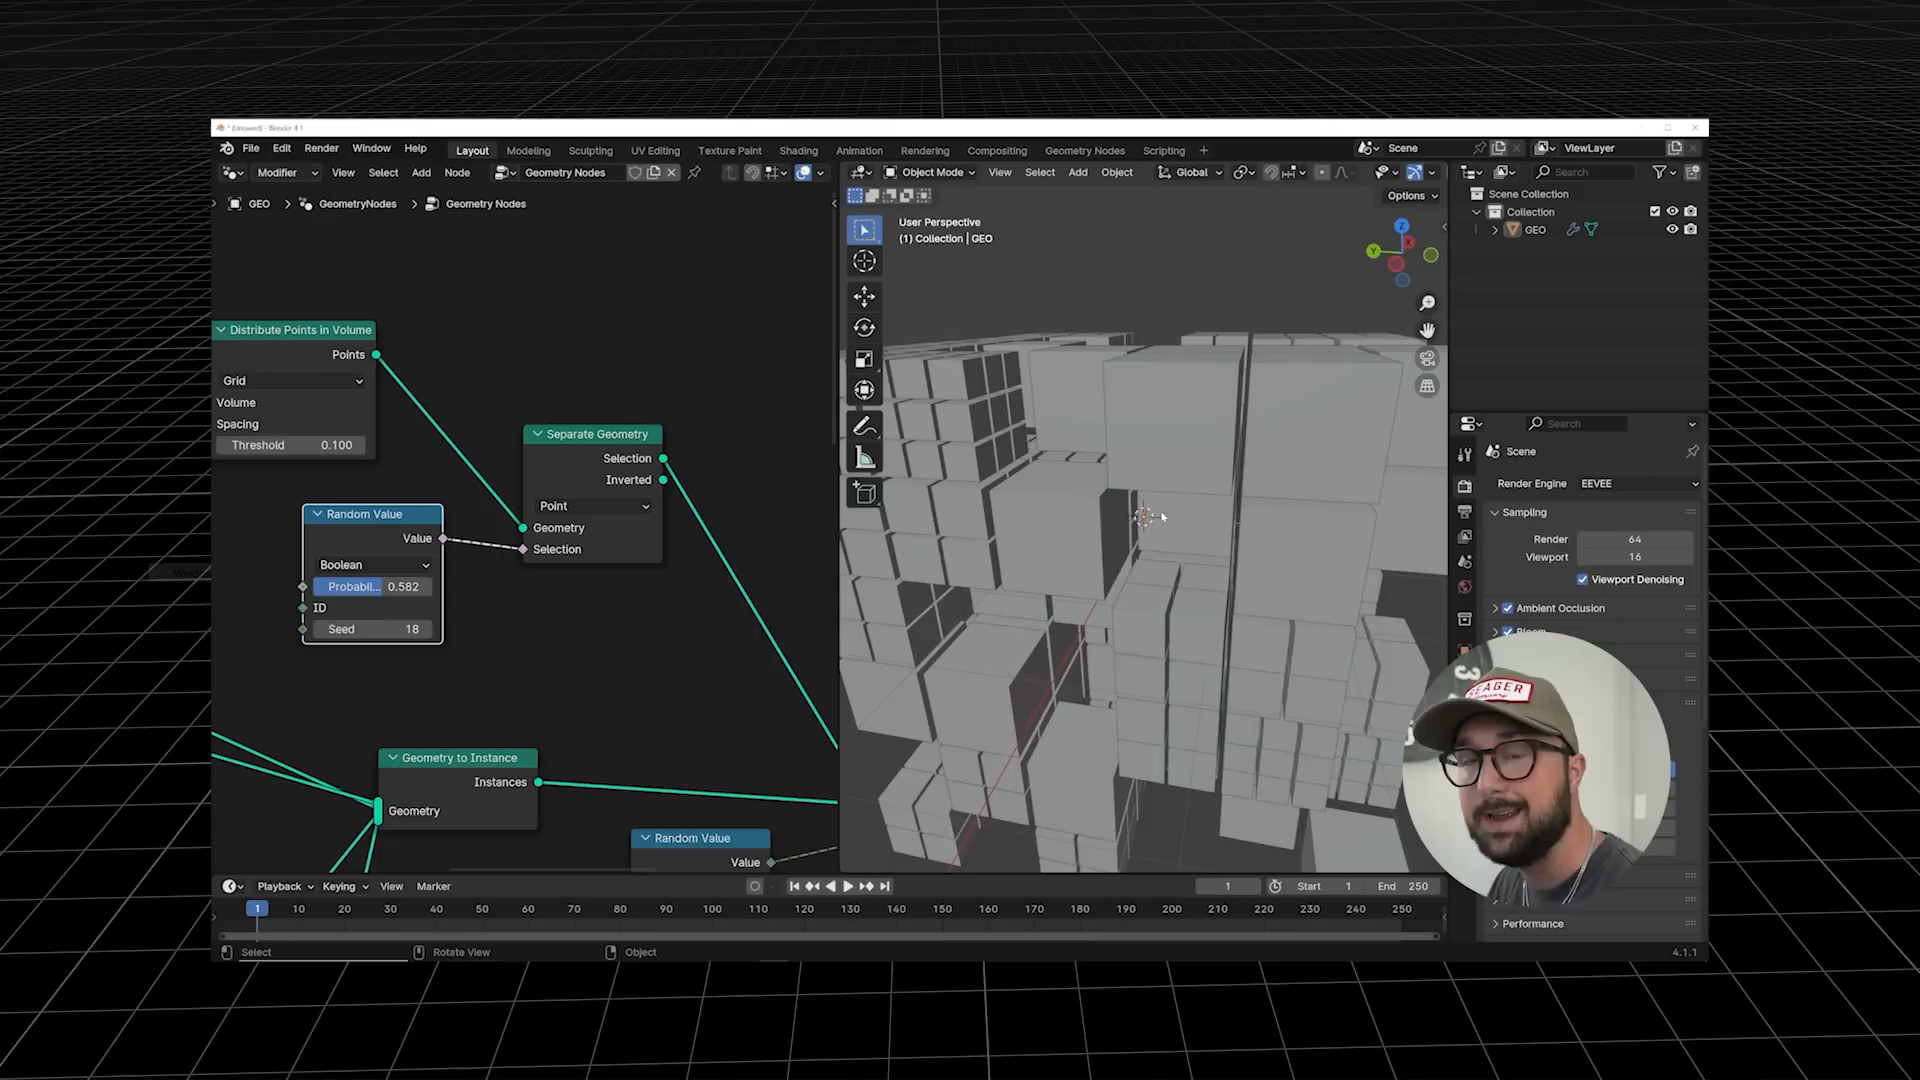 * (Unsaved) - Blender 4.1
File Edit Render Window Help
Layout Modeling Sculpting UV Editing Texture Paint Shading Animation Rendering Compositing Geometry Nodes Scripting +
Scene
ViewLayer
Modifier View Select Add Node Geometry Nodes
Object Mode View Select Add Object Global
Search
Options
GEO > GeometryNodes > Geometry Nodes
User Perspective
(1) Collection | GEO
Z
X
Y
Scene Collection
Collection
GEO
Distribute Points in Volume
Points
Grid
Volume
Spacing
Threshold 0.100
Separate Geometry
Selection
Inverted
Point
Geometry
Selection
Random Value
Value
Boolean
Probabil... 0.582
ID
Seed 18
Geometry to Instance
Instances
Geometry
Random Value
Value
Search
Scene
Render Engine EEVEE
Sampling
Render 64
Viewport 16
Viewport Denoising
Ambient Occlusion
Bloom
Performance
Playback Keying View Marker
1 Start 1 End 250
1 10 20 30 40 50 60 70 80 90 100 110 120 130 140 150 160 170 180 190 200 210 220 230 240 250
Select Rotate View Object
4.1.1